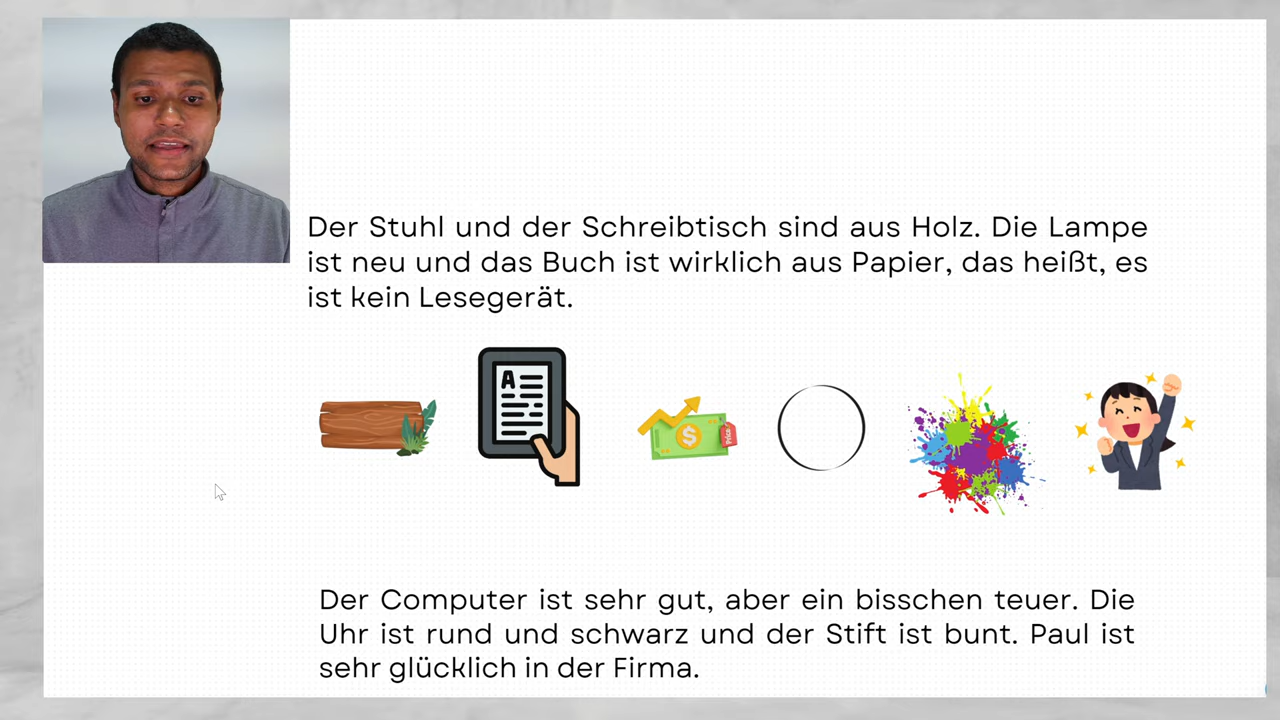 Der Stuhl und der Schreibtisch sind aus Holz. Die Lampe
ist neu und das Buch ist wirklich aus Papier, das heißt, es
ist kein Lesegerät.
A
$
Price
Der Computer ist sehr gut, aber ein bisschen teuer. Die
Uhr ist rund und schwarz und der Stift ist bunt. Paul ist
sehr glücklich in der Firma.